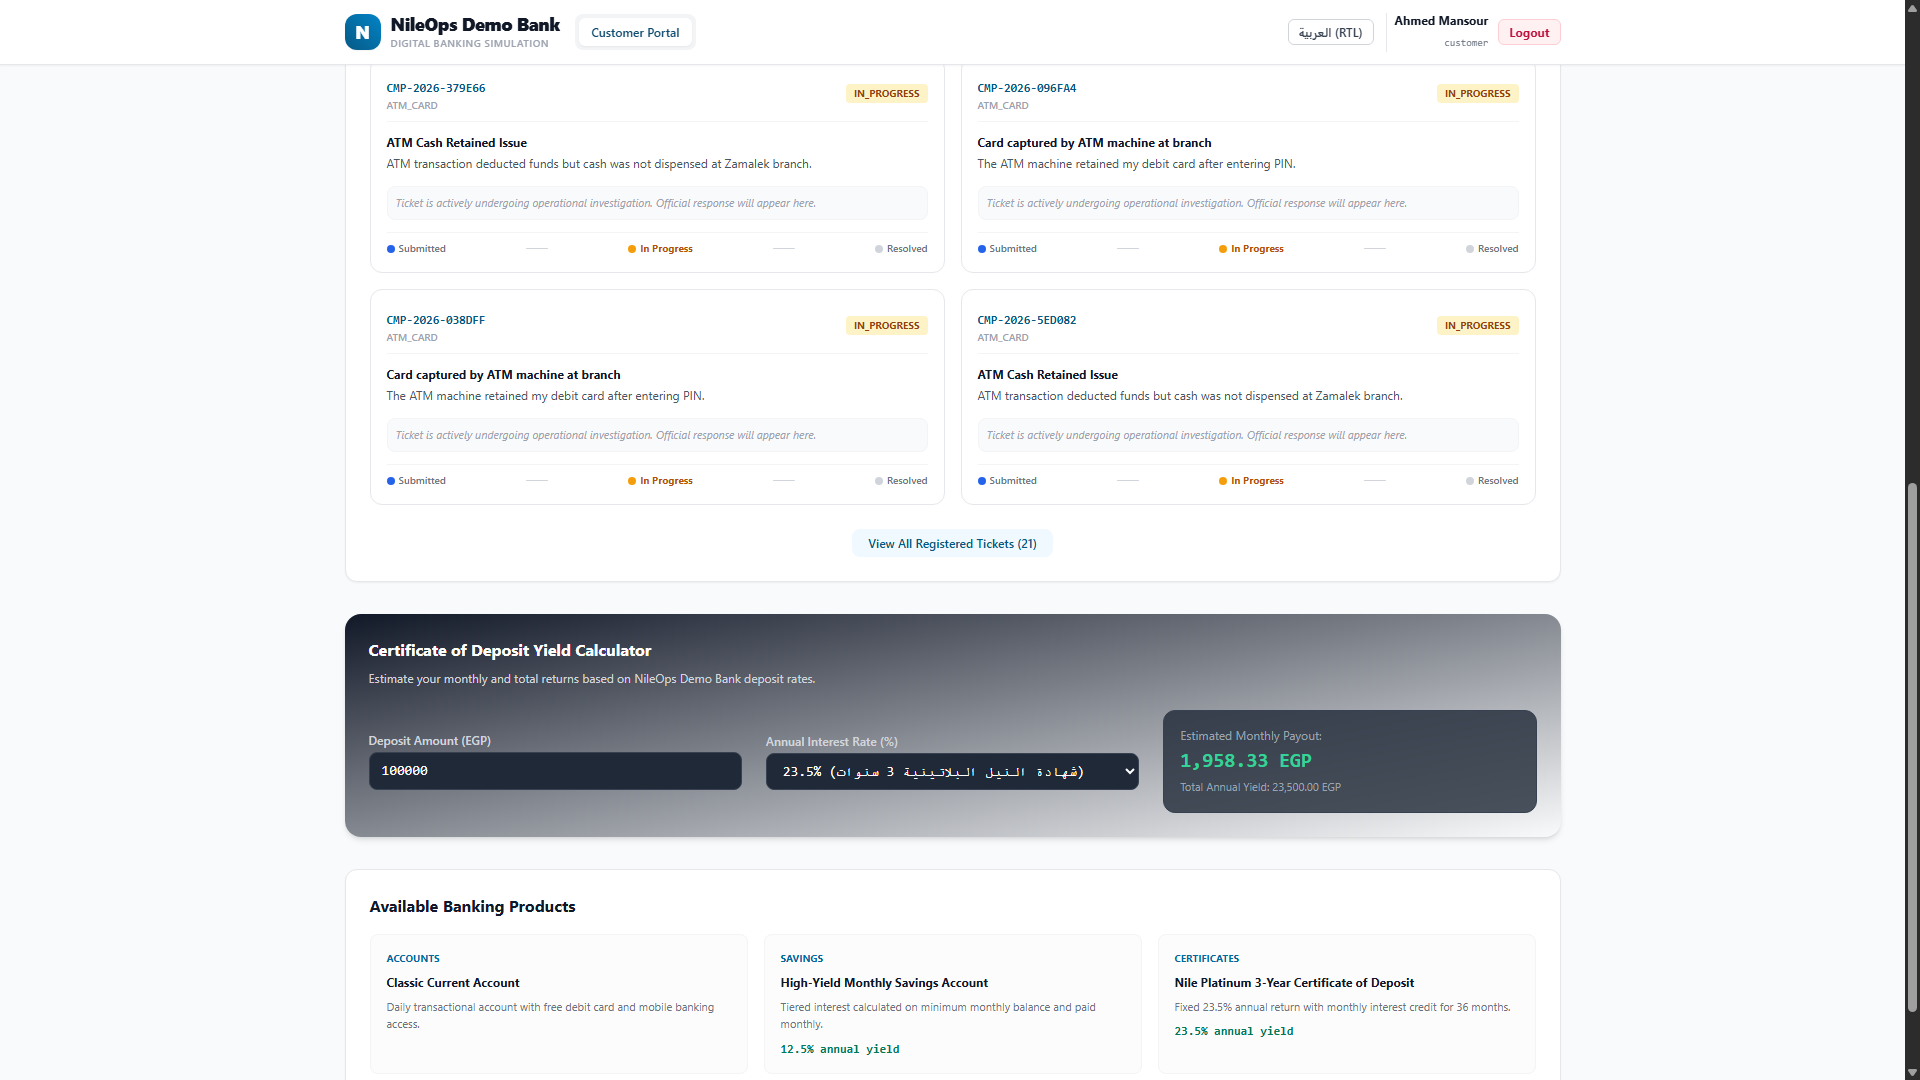 N
NileOps Demo Bank
DIGITAL BANKING SIMULATION
Customer Portal
العربية (RTL)
Ahmed Mansour
customer
Logout
CMP-2026-379E66
IN_PROGRESS
ATM_CARD
ATM Cash Retained Issue
ATM transaction deducted funds but cash was not dispensed at Zamalek branch.
Ticket is actively undergoing operational investigation. Official response will appear here.
Submitted
In Progress
Resolved
CMP-2026-096FA4
IN_PROGRESS
ATM_CARD
Card captured by ATM machine at branch
The ATM machine retained my debit card after entering PIN.
Ticket is actively undergoing operational investigation. Official response will appear here.
Submitted
In Progress
Resolved
CMP-2026-038DFF
IN_PROGRESS
ATM_CARD
Card captured by ATM machine at branch
The ATM machine retained my debit card after entering PIN.
Ticket is actively undergoing operational investigation. Official response will appear here.
Submitted
In Progress
Resolved
CMP-2026-5ED082
IN_PROGRESS
ATM_CARD
ATM Cash Retained Issue
ATM transaction deducted funds but cash was not dispensed at Zamalek branch.
Ticket is actively undergoing operational investigation. Official response will appear here.
Submitted
In Progress
Resolved
View All Registered Tickets (21)
Certificate of Deposit Yield Calculator
Estimate your monthly and total returns based on NileOps Demo Bank deposit rates.
Deposit Amount (EGP)
100000
Annual Interest Rate (%)
23.5% (شهادة النيل البلاتينية 3 سنوات)
Estimated Monthly Payout:
1,958.33 EGP
Total Annual Yield: 23,500.00 EGP
Available Banking Products
ACCOUNTS
Classic Current Account
Daily transactional account with free debit card and mobile banking
access.
SAVINGS
High-Yield Monthly Savings Account
Tiered interest calculated on minimum monthly balance and paid
monthly.
12.5% annual yield
CERTIFICATES
Nile Platinum 3-Year Certificate of Deposit
Fixed 23.5% annual return with monthly interest credit for 36 months.
23.5% annual yield